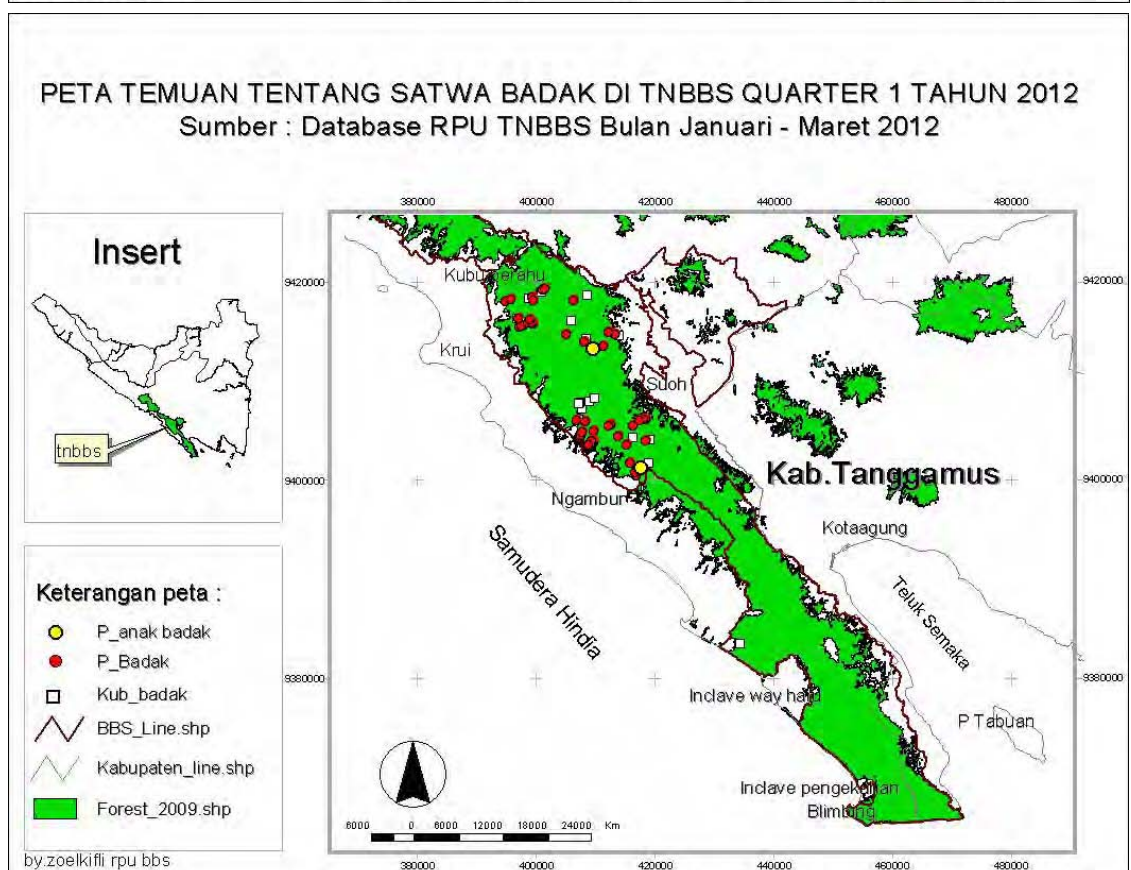 PETA TEMUAN TENTANG SATWA BADAK DI TNBBS QUARTER 1 TAHUN 2012
Sumber : Database RPU TNBBS Bulan Januari - Maret 2012
Insert
tnbbs
Keterangan peta :
P_anak badak
P_Badak
Kub_badak
BBS_Line.shp
Kabupaten_line.shp
Forest_2009.shp
by.zoelkifli rpu bbs
380000 400000 420000 440000 460000 480000
9420000 9420000
Kubu
Krui
Suoh
9400000 9400000
Kab.Tanggamus
Ngambur
Kotaagung
Samudera Hindia
Teluk Semaka
9380000 9380000
Inclave way
P Tabuan
Inclave
Blimbing
6000 0 6000 12000 18000 24000 Km
400000 420000 440000 460000 480000